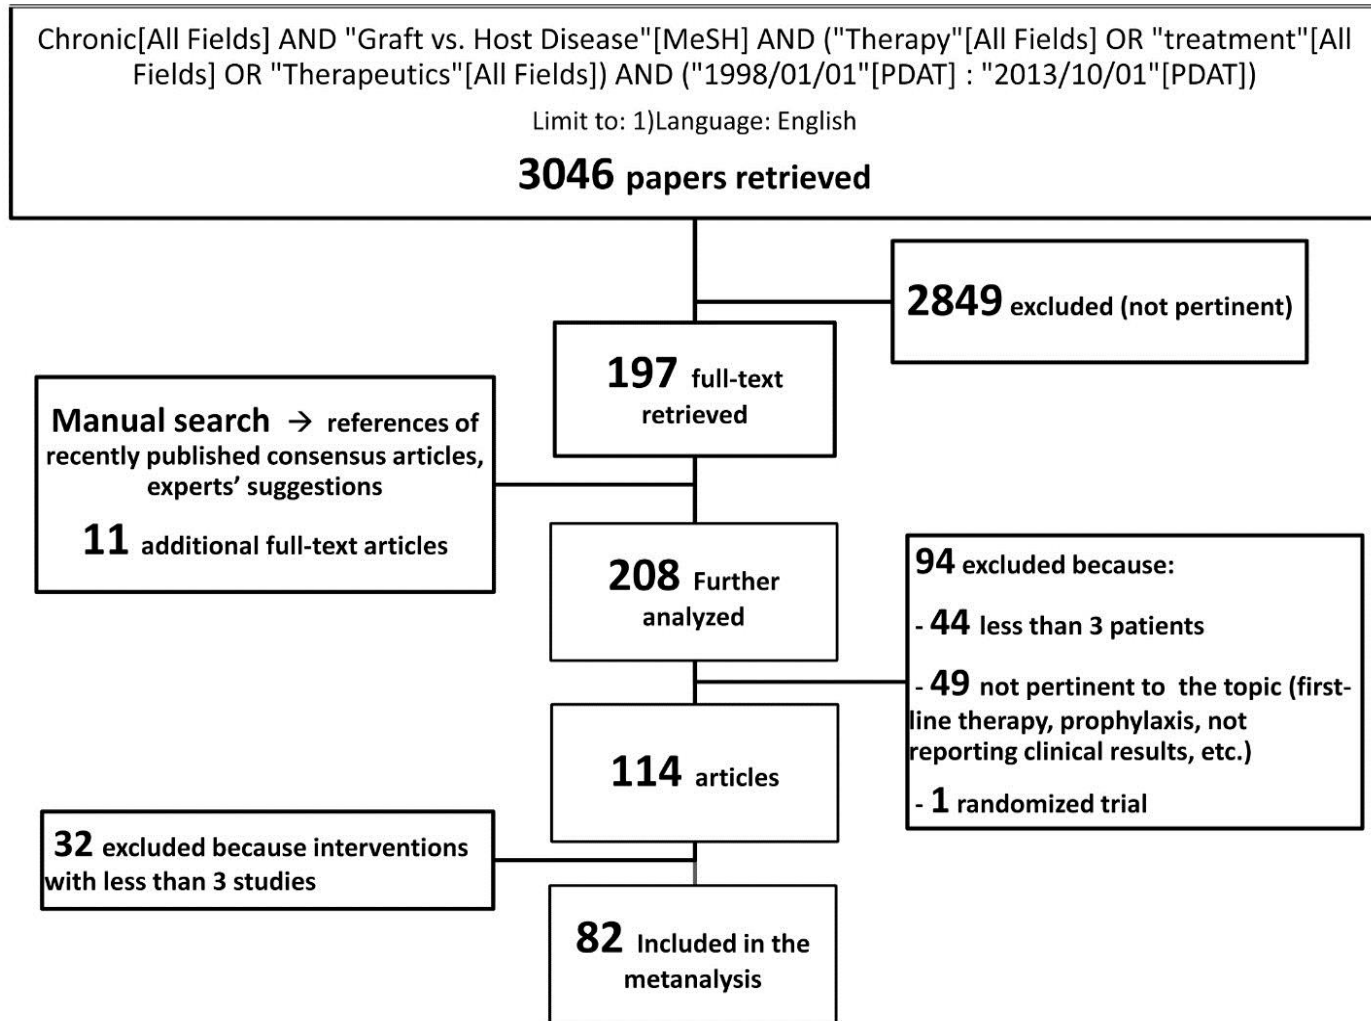 Chronic[All Fields] AND "Graft vs. Host Disease"[MeSH] AND ("Therapy"[All Fields] OR "treatment"[All
Fields] OR "Therapeutics"[All Fields]) AND ("1998/01/01"[PDAT] : "2013/10/01"[PDAT])
Limit to: 1)Language: English
3046 papers retrieved
2849 excluded (not pertinent)
197 full-text
retrieved
Manual search → references of
recently published consensus articles,
experts' suggestions
11 additional full-text articles
208 Further
analyzed
94 excluded because:
- 44 less than 3 patients
- 49 not pertinent to the topic (first-
line therapy, prophylaxis, not
reporting clinical results, etc.)
- 1 randomized trial
114 articles
32 excluded because interventions
with less than 3 studies
82 Included in the
metanalysis